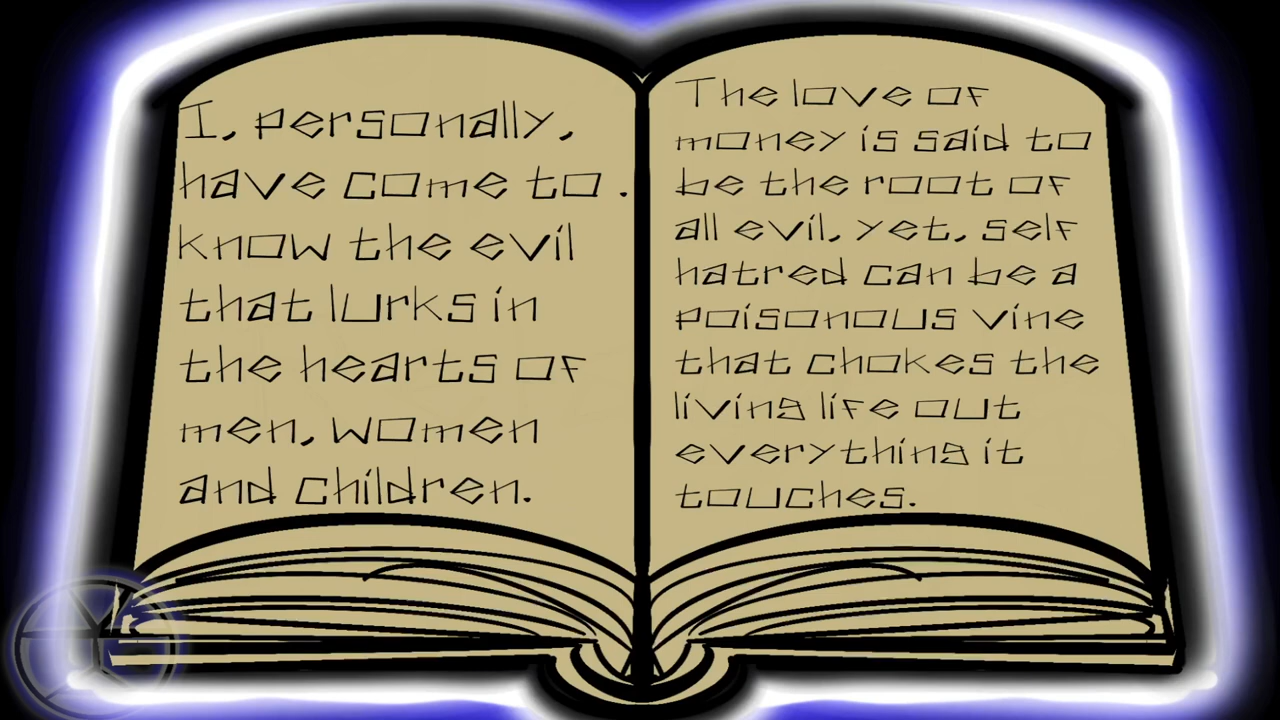 I, personally,
have come to .
know the evil
that lurks in
the hearts of
men, women
and children.
The love of
money is said to
be the root of
all evil, yet, self
hatred can be a
poisonous vine
that chokes the
living life out
everything it
touches.